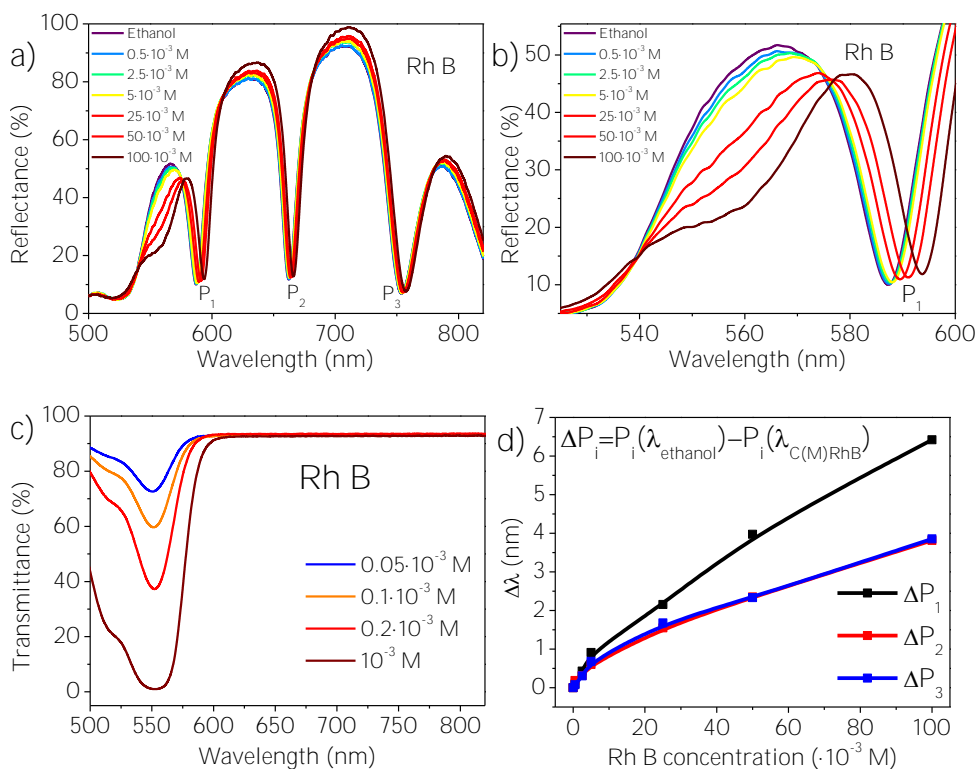 a)
Rh B
Ethanol
0.5·10⁻³ M
2.5·10⁻³ M
5·10⁻³ M
25·10⁻³ M
50·10⁻³ M
100·10⁻³ M
Reflectance (%)
100
80
60
40
20
0
P₁
P₂
P₃
500 600 700 800
Wavelength (nm)
b)
Rh B
Ethanol
0.5·10⁻³ M
2.5·10⁻³ M
5·10⁻³ M
25·10⁻³ M
50·10⁻³ M
100·10⁻³ M
Reflectance (%)
50
40
30
20
10
P₁
540 560 580 600
Wavelength (nm)
c)
Rh B
0.05·10⁻³ M
0.1·10⁻³ M
0.2·10⁻³ M
10⁻³ M
Transmittance (%)
100
80
60
40
20
0
500 550 600 650 700 750 800
Wavelength (nm)
d)
ΔPᵢ=Pᵢ(λ_ethanol)−Pᵢ(λ_C(M)RhB)
Δλ (nm)
7
6
5
4
3
2
1
0
ΔP₁
ΔP₂
ΔP₃
0 20 40 60 80 100
Rh B concentration (·10⁻³ M)